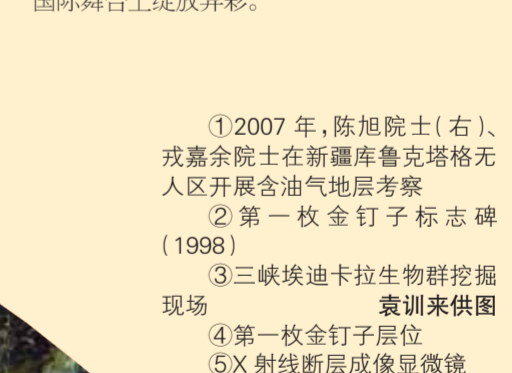 国际舞台上绽放异彩。
①2007 年,陈旭院士(右)、
戎嘉余院士在新疆库鲁克塔格无
人区开展含油气地层考察
②第一枚金钉子标志碑
(1998)
③三峡埃迪卡拉生物群挖掘
现场 袁训来供图
④第一枚金钉子层位
⑤X 射线断层成像显微镜